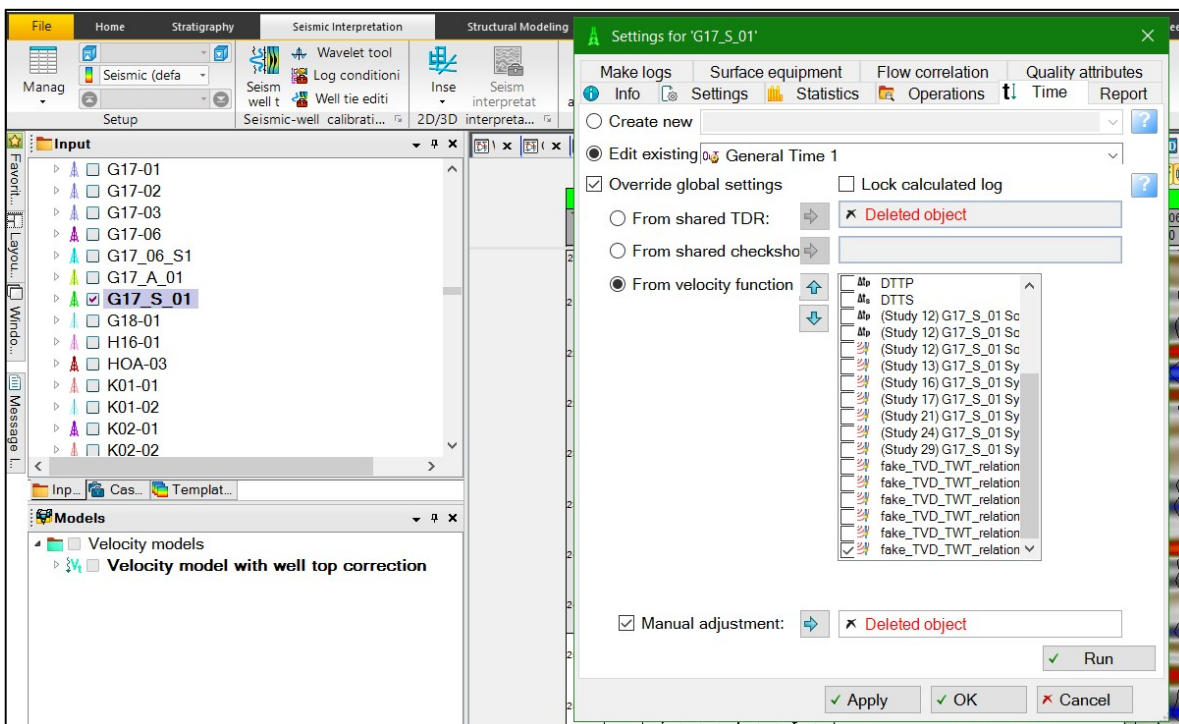 File Home Stratigraphy Seismic Interpretation Structural Modeling
Manag
Seismic (defa
Setup
Seism
well t
Wavelet tool
Log conditioni
Well tie editi
Seismic-well calibrati...
Inse
2D/3D
Seism
interpretat
interpreta...
Favorit...
Layou...
Windo...
Message L...
Input
G17-01
G17-02
G17-03
G17-06
G17_06_S1
G17_A_01
G17_S_01
G18-01
H16-01
HOA-03
K01-01
K01-02
K02-01
K02-02
Inp... Cas... Templat...
Models
Velocity models
Velocity model with well top correction
Settings for 'G17_S_01'
Make logs Surface equipment Flow correlation Quality attributes
Info Settings Statistics Operations Time Report
Create new
Edit existing General Time 1
Override global settings Lock calculated log
From shared TDR: Deleted object
From shared checksho
From velocity function
DTTP
DTTS
(Study 12) G17_S_01 So
(Study 12) G17_S_01 So
(Study 13) G17_S_01 Sy
(Study 16) G17_S_01 Sy
(Study 17) G17_S_01 Sy
(Study 21) G17_S_01 Sy
(Study 24) G17_S_01 Sy
(Study 29) G17_S_01 Sy
fake_TVD_TWT_relation
fake_TVD_TWT_relation
fake_TVD_TWT_relation
fake_TVD_TWT_relation
fake_TVD_TWT_relation
fake_TVD_TWT_relation
Manual adjustment: Deleted object
Run
Apply OK Cancel